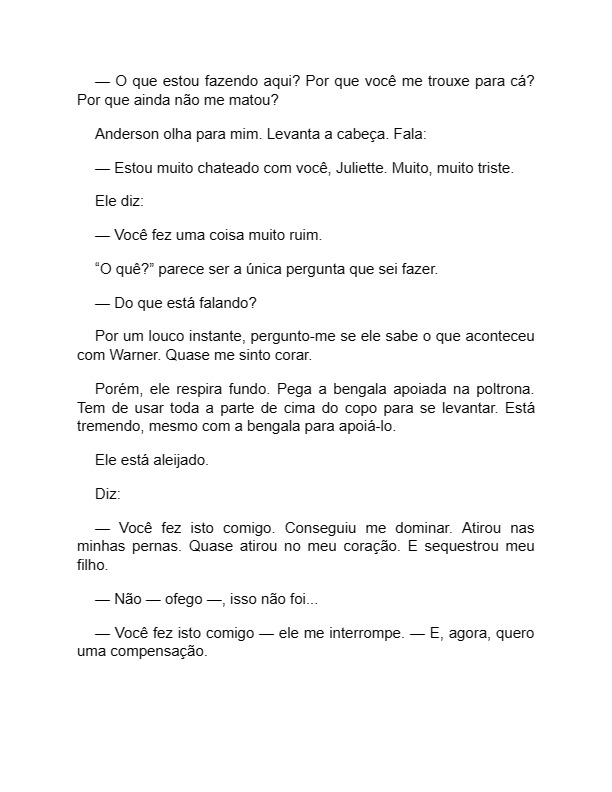 — O que estou fazendo aqui? Por que você me trouxe para cá?
Por que ainda não me matou?
Anderson olha para mim. Levanta a cabeça. Fala:
— Estou muito chateado com você, Juliette. Muito, muito triste.
Ele diz:
— Você fez uma coisa muito ruim.
“O quê?” parece ser a única pergunta que sei fazer.
— Do que está falando?
Por um louco instante, pergunto-me se ele sabe o que aconteceu
com Warner. Quase me sinto corar.
Porém, ele respira fundo. Pega a bengala apoiada na poltrona.
Tem de usar toda a parte de cima do copo para se levantar. Está
tremendo, mesmo com a bengala para apoiá-lo.
Ele está aleijado.
Diz:
— Você fez isto comigo. Conseguiu me dominar. Atirou nas
minhas pernas. Quase atirou no meu coração. E sequestrou meu
filho.
— Não — ofego —, isso não foi...
— Você fez isto comigo — ele me interrompe. — E, agora, quero
uma compensação.